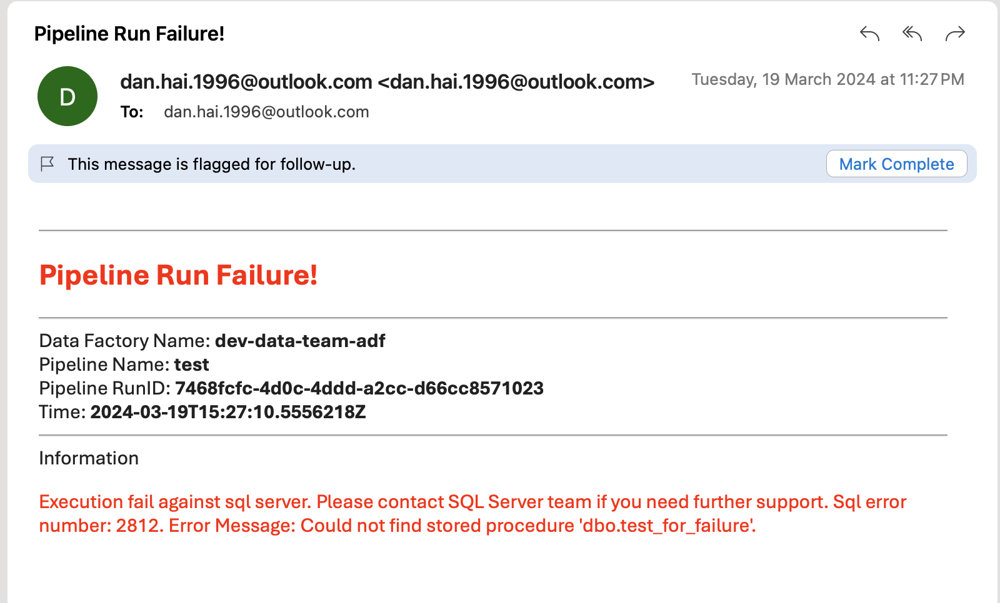 Pipeline Run Failure!
D
dan.hai.1996@outlook.com <dan.hai.1996@outlook.com>
Tuesday, 19 March 2024 at 11:27 PM
To: dan.hai.1996@outlook.com
This message is flagged for follow-up.
Mark Complete
Pipeline Run Failure!
Data Factory Name: dev-data-team-adf
Pipeline Name: test
Pipeline RunID: 7468fcfc-4d0c-4ddd-a2cc-d66cc8571023
Time: 2024-03-19T15:27:10.5556218Z
Information
Execution fail against sql server. Please contact SQL Server team if you need further support. Sql error
number: 2812. Error Message: Could not find stored procedure 'dbo.test_for_failure'.